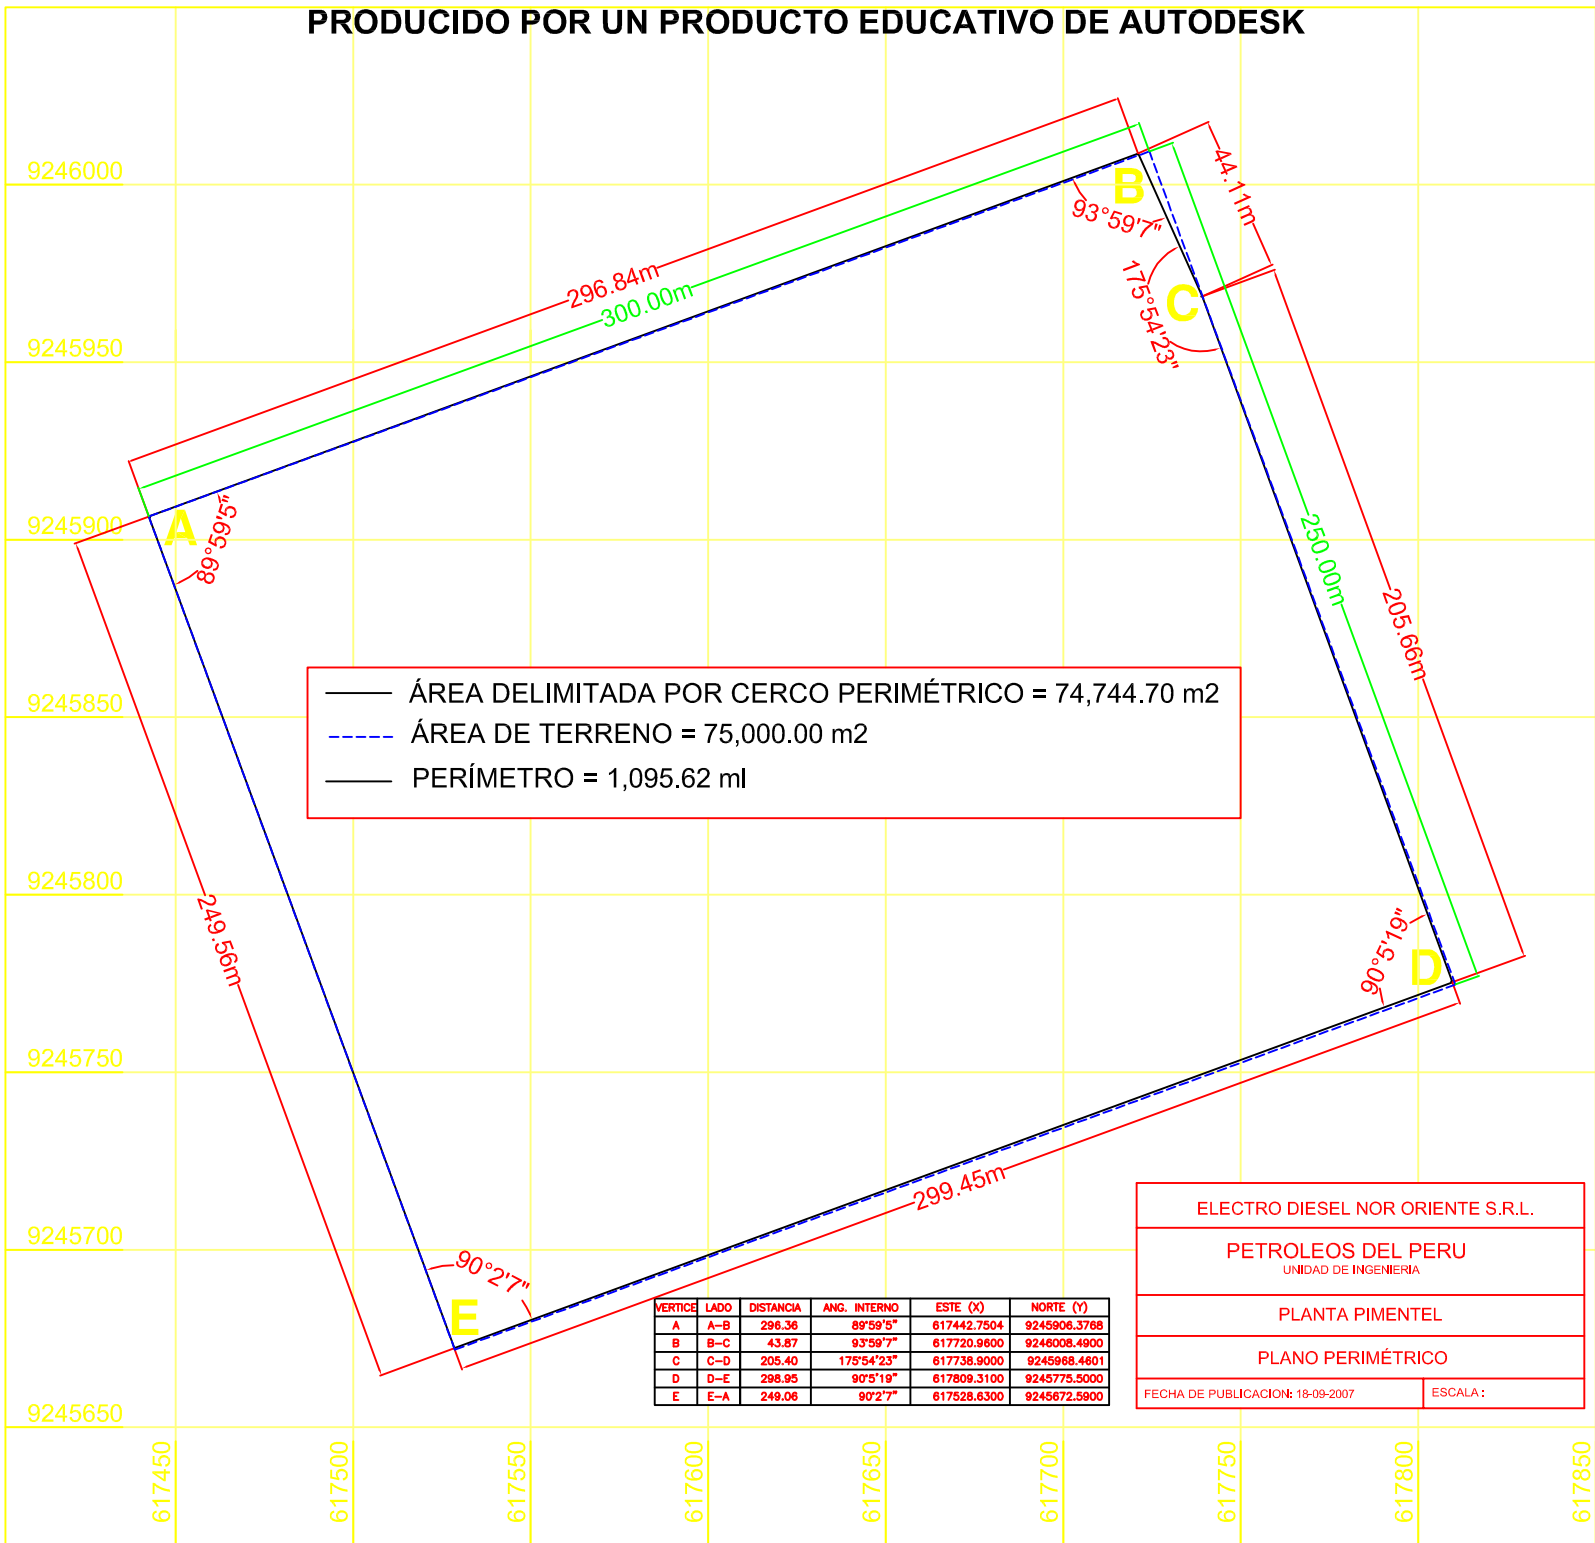 PRODUCIDO POR UN PRODUCTO EDUCATIVO DE AUTODESK
9246000
9245950
9245900
9245850
9245800
9245750
9245700
9245650
617450
617500
617550
617600
617650
617700
617750
617800
617850
296.84m
300.00m
44.11m
B
93°59'7"
C
175°54'23"
A
89°59'5"
250.00m
205.66m
ÁREA DELIMITADA POR CERCO PERIMÉTRICO = 74,744.70 m2
ÁREA DE TERRENO = 75,000.00 m2
PERÍMETRO = 1,095.62 ml
249.56m
90°5'19"
D
299.45m
90°2'7"
E
VERTICE LADO DISTANCIA ANG. INTERNO ESTE (X) NORTE (Y)
A A-B 296.36 89°59'5" 617442.7504 9245906.3768
B B-C 43.87 93°59'7" 617720.9600 9246008.4900
C C-D 205.40 175°54'23" 617738.9000 9245968.4601
D D-E 298.95 90°5'19" 617809.3100 9245775.5000
E E-A 249.06 90°2'7" 617528.6300 9245672.5900
ELECTRO DIESEL NOR ORIENTE S.R.L.
PETROLEOS DEL PERU
UNIDAD DE INGENIERIA
PLANTA PIMENTEL
PLANO PERIMÉTRICO
FECHA DE PUBLICACION: 18-09-2007 ESCALA :